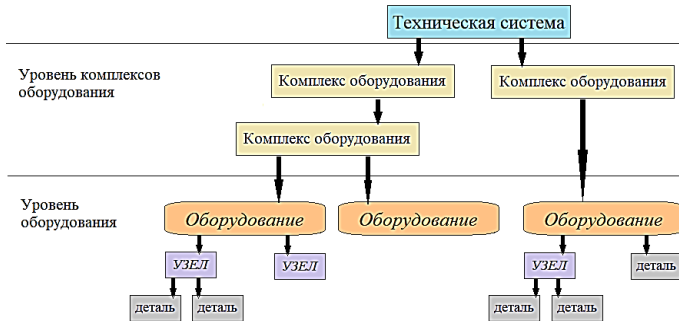 Техническая система
Уровень комплексов
оборудования
Комплекс оборудования
Комплекс оборудования
Комплекс оборудования
Уровень
оборудования
Оборудование
Оборудование
Оборудование
УЗЕЛ
УЗЕЛ
УЗЕЛ
деталь
деталь
деталь
деталь
деталь